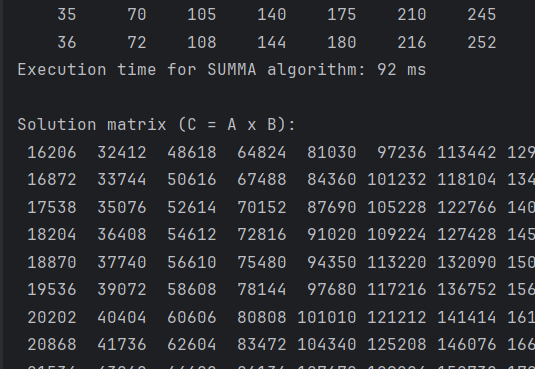 35 70 105 140 175 210 245
36 72 108 144 180 216 252
Execution time for SUMMA algorithm: 92 ms
Solution matrix (C = A x B):
16206 32412 48618 64824 81030 97236 113442 129
16872 33744 50616 67488 84360 101232 118104 134
17538 35076 52614 70152 87690 105228 122766 140
18204 36408 54612 72816 91020 109224 127428 145
18870 37740 56610 75480 94350 113220 132090 150
19536 39072 58608 78144 97680 117216 136752 156
20202 40404 60606 80808 101010 121212 141414 161
20868 41736 62604 83472 104340 125208 146076 166